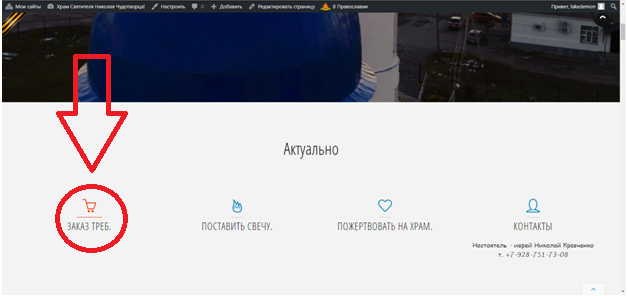 Мои сайты Храм Святителя Николая Чудотворца! Настроить 0 + Добавить Редактировать страницу В Православии Привет, lakedemon
Актуально
ЗАКАЗ ТРЕБ. ПОСТАВИТЬ СВЕЧУ. ПОЖЕРТВОВАТЬ НА ХРАМ. КОНТАКТЫ
Настоятель - иерей Николай Кравченко
т. +7-928-751-73-08